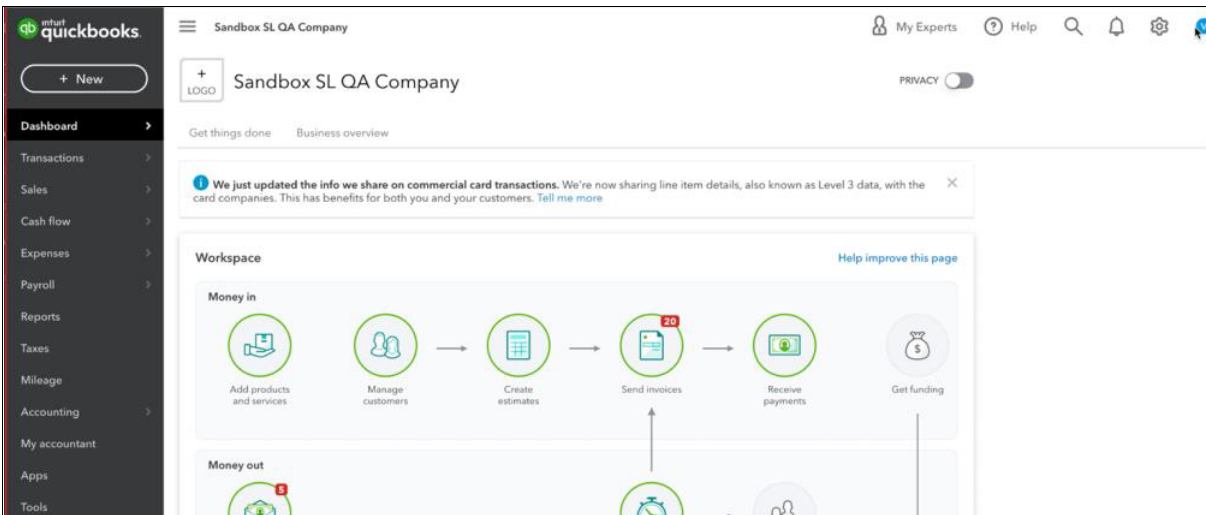 intuit
quickbooks.
+ New
Dashboard
Transactions
Sales
Cash flow
Expenses
Payroll
Reports
Taxes
Mileage
Accounting
My accountant
Apps
Tools
Sandbox SL QA Company
My Experts
Help
+
LOGO
Sandbox SL QA Company
PRIVACY
Get things done Business overview
We just updated the info we share on commercial card transactions. We're now sharing line item details, also known as Level 3 data, with the
card companies. This has benefits for both you and your customers. Tell me more
Workspace
Help improve this page
Money in
20
Add products
and services
Manage
customers
Create
estimates
Send invoices
Receive
payments
Get funding
Money out
5